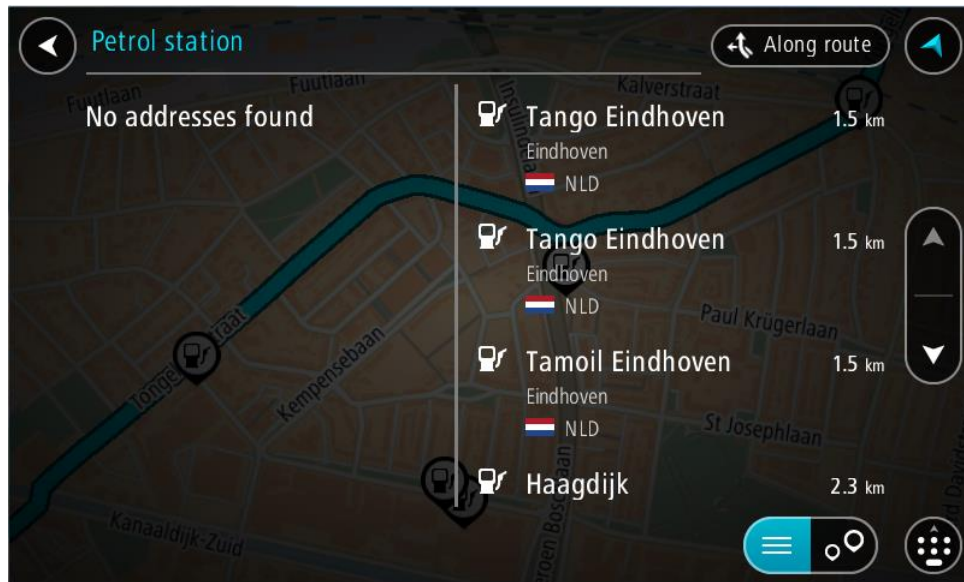 Petrol station
Along route
No addresses found
Tango Eindhoven
1.5 km
Eindhoven
NLD
Tango Eindhoven
1.5 km
Eindhoven
NLD
Tamoil Eindhoven
1.5 km
Eindhoven
NLD
Haagdijk
2.3 km
Fuutlaan
Fuutlaan
Kalverstraat
Kempensebaan
Paul Krügerlaan
St Josephlaan
Kanaaldijk-Zuid